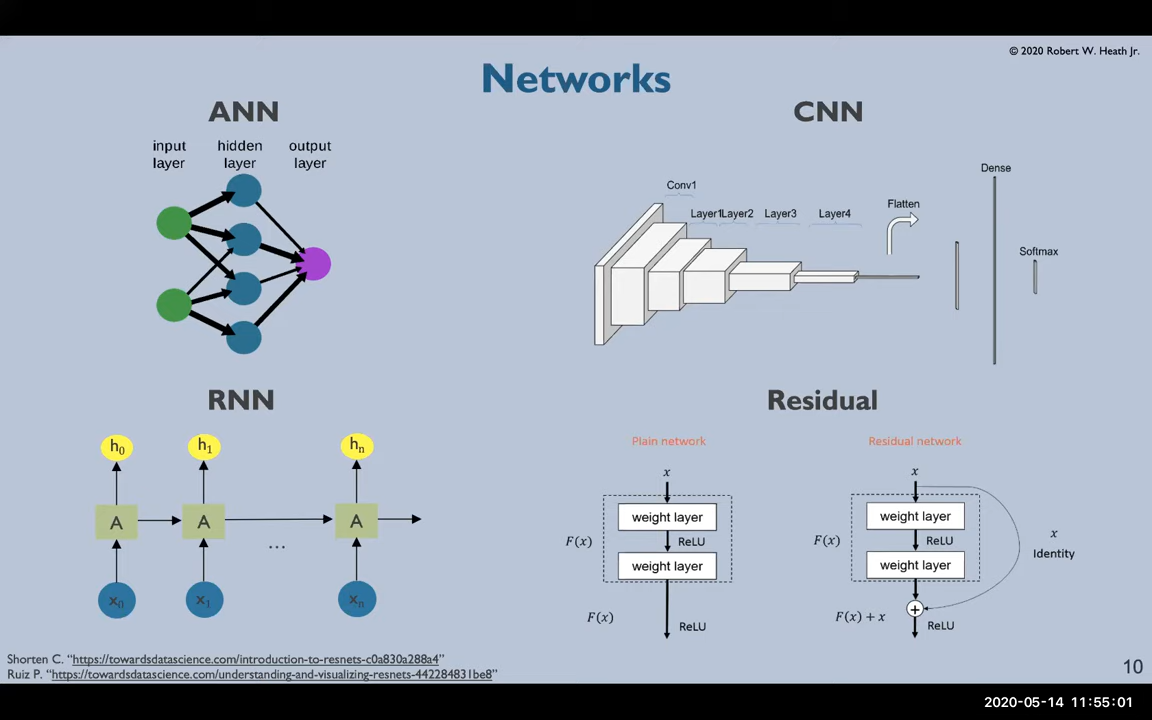 © 2020 Robert W. Heath Jr.
Networks
ANN
input
layer
hidden
layer
output
layer
CNN
Conv1
Layer1
Layer2
Layer3
Layer4
Flatten
Dense
Softmax
RNN
h0
h1
hn
A
A
A
...
x0
x1
xn
Residual
Plain network
x
weight layer
F(x)
ReLU
weight layer
F(x)
ReLU
Residual network
x
weight layer
F(x)
ReLU
weight layer
x
Identity
+
F(x) + x
ReLU
Shorten C. “https://towardsdatascience.com/introduction-to-resnets-c0a830a288a4”
Ruiz P. “https://towardsdatascience.com/understanding-and-visualizing-resnets-442284831be8”
10
2020-05-14 11:55:01